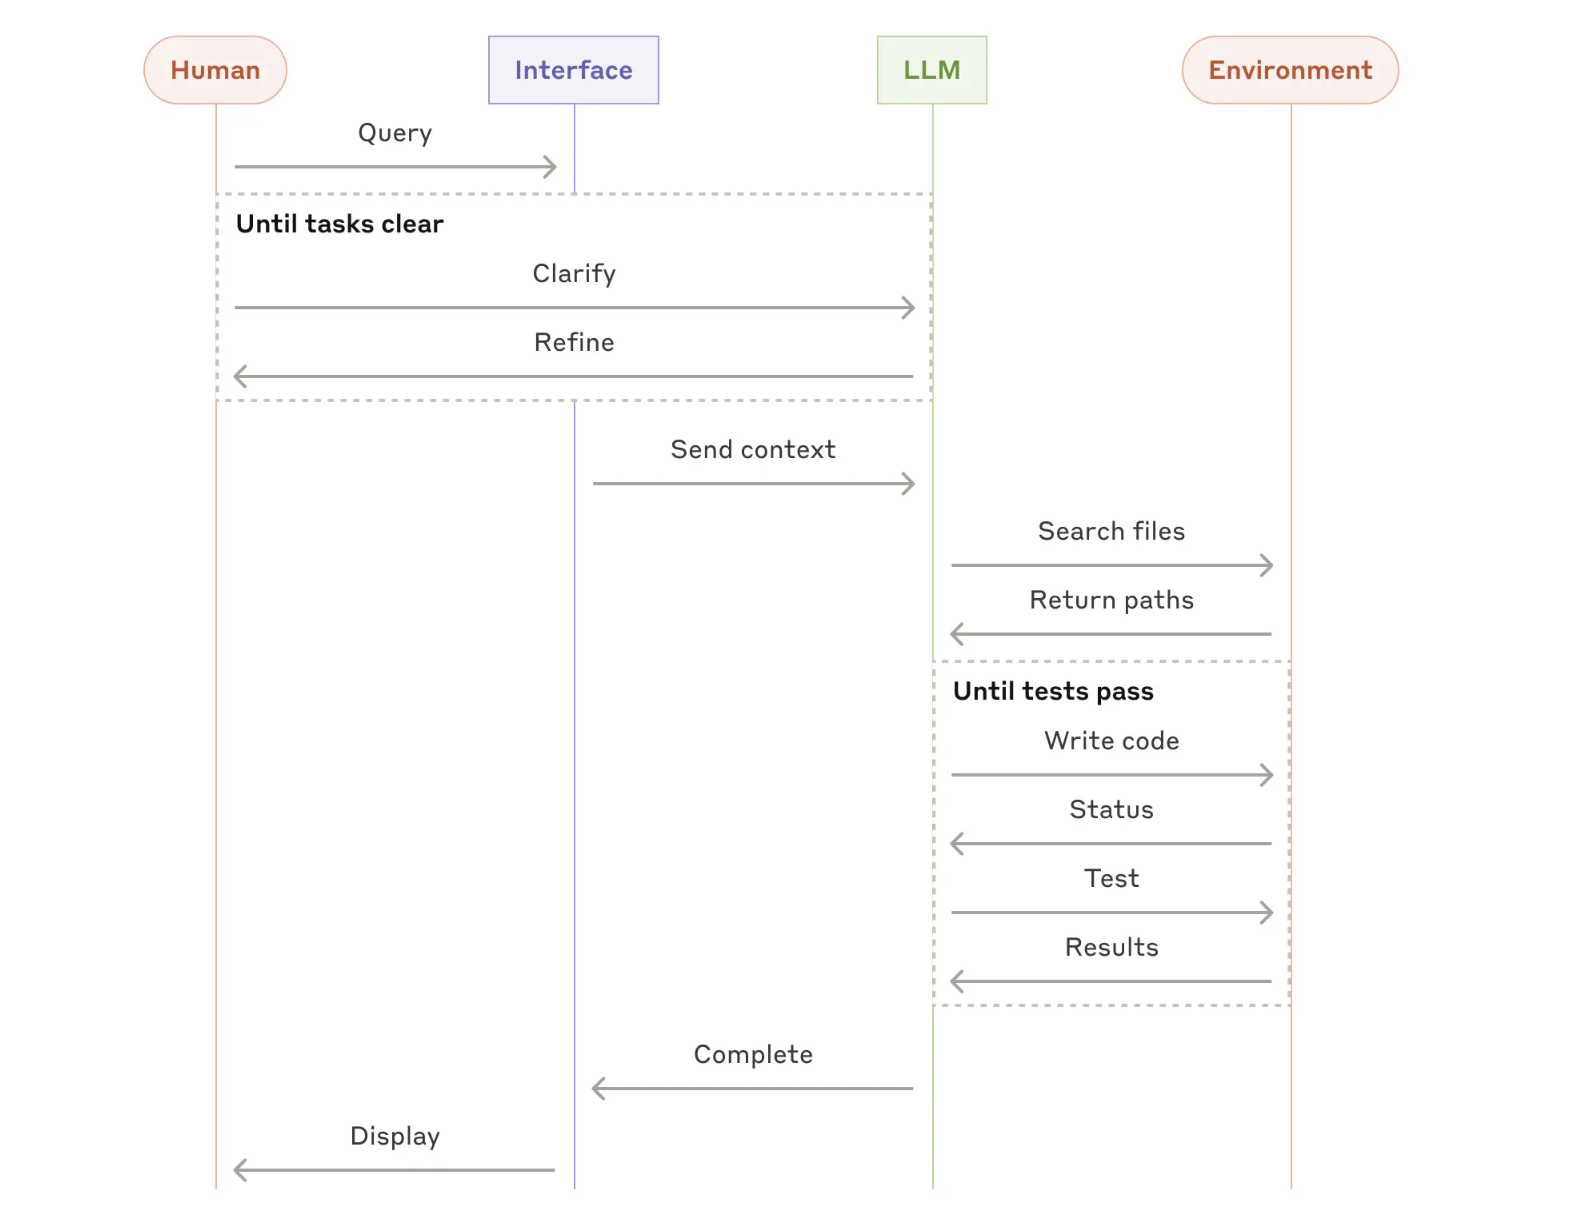 Human
Interface
LLM
Environment
Query
Until tasks clear
Clarify
Refine
Send context
Search files
Return paths
Until tests pass
Write code
Status
Test
Results
Complete
Display